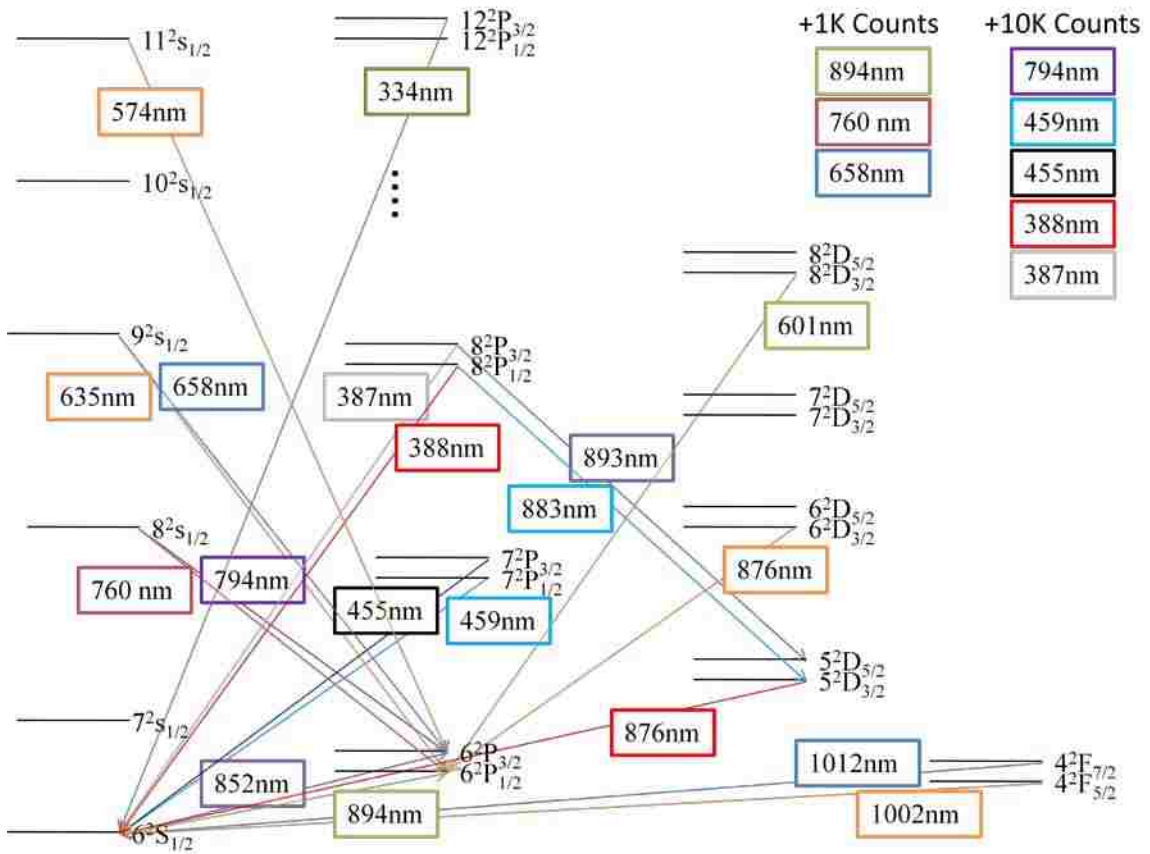 +1K Counts
+10K Counts
894nm
760 nm
658nm
794nm
459nm
455nm
388nm
387nm
12²P₃/₂
12²P₁/₂
11²s₁/₂
574nm
334nm
10²s₁/₂
8²D₅/₂
8²D₃/₂
601nm
9²s₁/₂
635nm
658nm
8²P₃/₂
8²P₁/₂
387nm
388nm
7²D₅/₂
7²D₃/₂
893nm
883nm
8²s₁/₂
760 nm
794nm
7²P₃/₂
7²P₁/₂
455nm
459nm
6²D₅/₂
6²D₃/₂
876nm
5²D₅/₂
5²D₃/₂
7²s₁/₂
876nm
6²P₃/₂
6²P₁/₂
852nm
894nm
1012nm
4²F₇/₂
4²F₅/₂
1002nm
6²S₁/₂